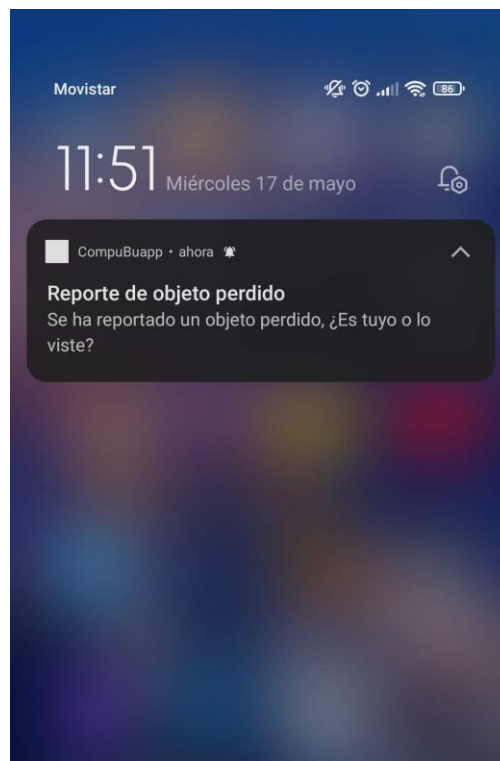 Movistar
86
11:51 Miércoles 17 de mayo
CompuBuapp • ahora
Reporte de objeto perdido
Se ha reportado un objeto perdido, ¿Es tuyo o lo
viste?